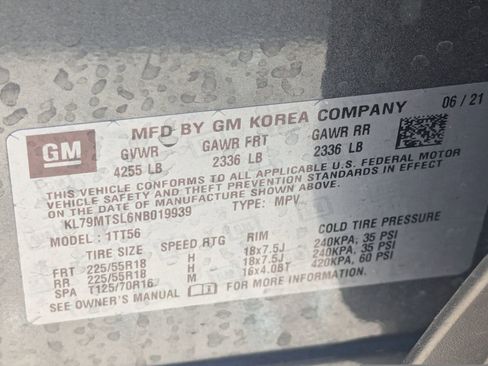 GM
MFD BY GM KOREA COMPANY 06/21
GVWR GAWR FRT GAWR RR
4255 LB 2336 LB 2336 LB
THIS VEHICLE CONFORMS TO ALL APPLICABLE U.S. FEDERAL MOTOR
VEHICLE SAFETY AND THEFT PREVENTION STANDARDS IN EFFECT
ON THE DATE OF MANUFACTURE SHOWN ABOVE.
KL79MTSL6NB019939 TYPE: MPV
MODEL: 1TT56
TIRE SIZE SPEED RTG RIM COLD TIRE PRESSURE
FRT 225/55R18 H 18x7.5J 240KPA, 35 PSI
RR 225/55R18 H 18x7.5J 240KPA, 35 PSI
SPA T125/70R16 M 16x4.0BT 420KPA, 60 PSI
SEE OWNER'S MANUAL FOR MORE INFORMATION.